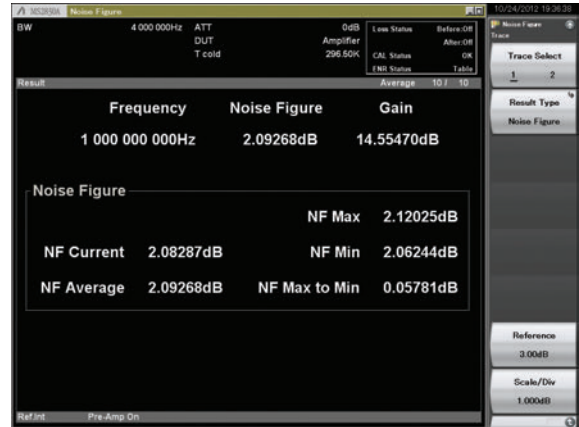 MS2830A Noise Figure
10/24/2012 19:36:38
BW 4 000 000Hz ATT 0dB Loss Status Before:Off
DUT Amplifier After:Off
T cold 296.50K CAL Status OK
ENR Status Table
Result Average 10 / 10
Frequency Noise Figure Gain
1 000 000 000Hz 2.09268dB 14.55470dB
Noise Figure
NF Max 2.12025dB
NF Current 2.08287dB NF Min 2.06244dB
NF Average 2.09268dB NF Max to Min 0.05781dB
Ref.Int Pre-Amp On
Noise Figure
Trace
Trace Select
1 2
Result Type
Noise Figure
Reference
3.00dB
Scale/Div
1.000dB